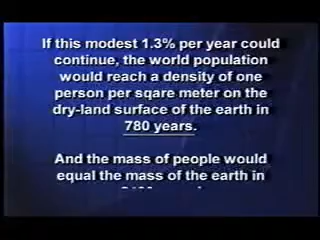 If this modest 1.3% per year could
continue, the world population
would reach a density of one
person per sqare meter on the
dry-land surface of the earth in
780 years.
And the mass of people would
equal the mass of the earth in